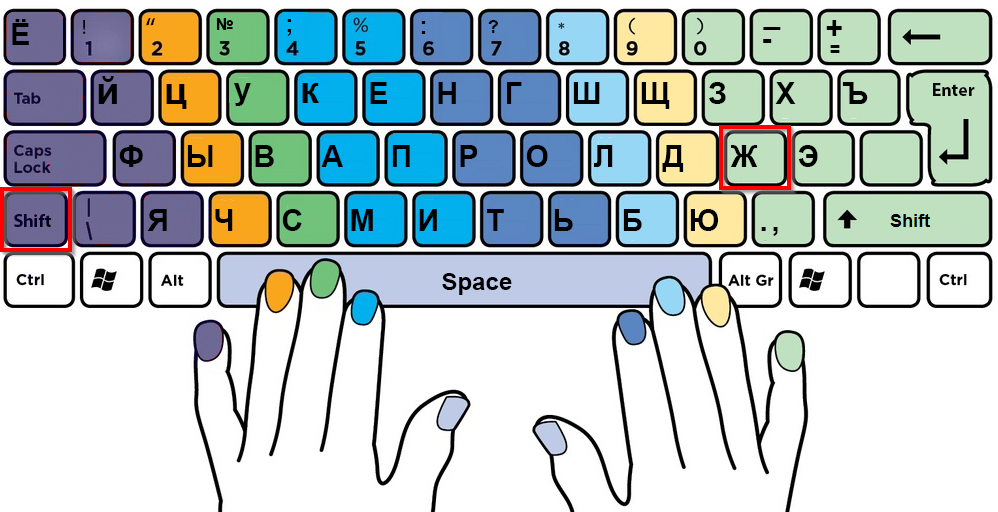 Ё ! 1 “ 2 № 3 ; 4 % 5 : 6 ? 7 * 8 ( 9 ) 0 — - + =
Tab Й Ц У К Е Н Г Ш Щ З Х Ъ Enter
Caps Lock Ф Ы В А П Р О Л Д Ж Э
Shift | \ Я Ч С М И Т Ь Б Ю . , Shift
Ctrl Alt Space Alt Gr Ctrl